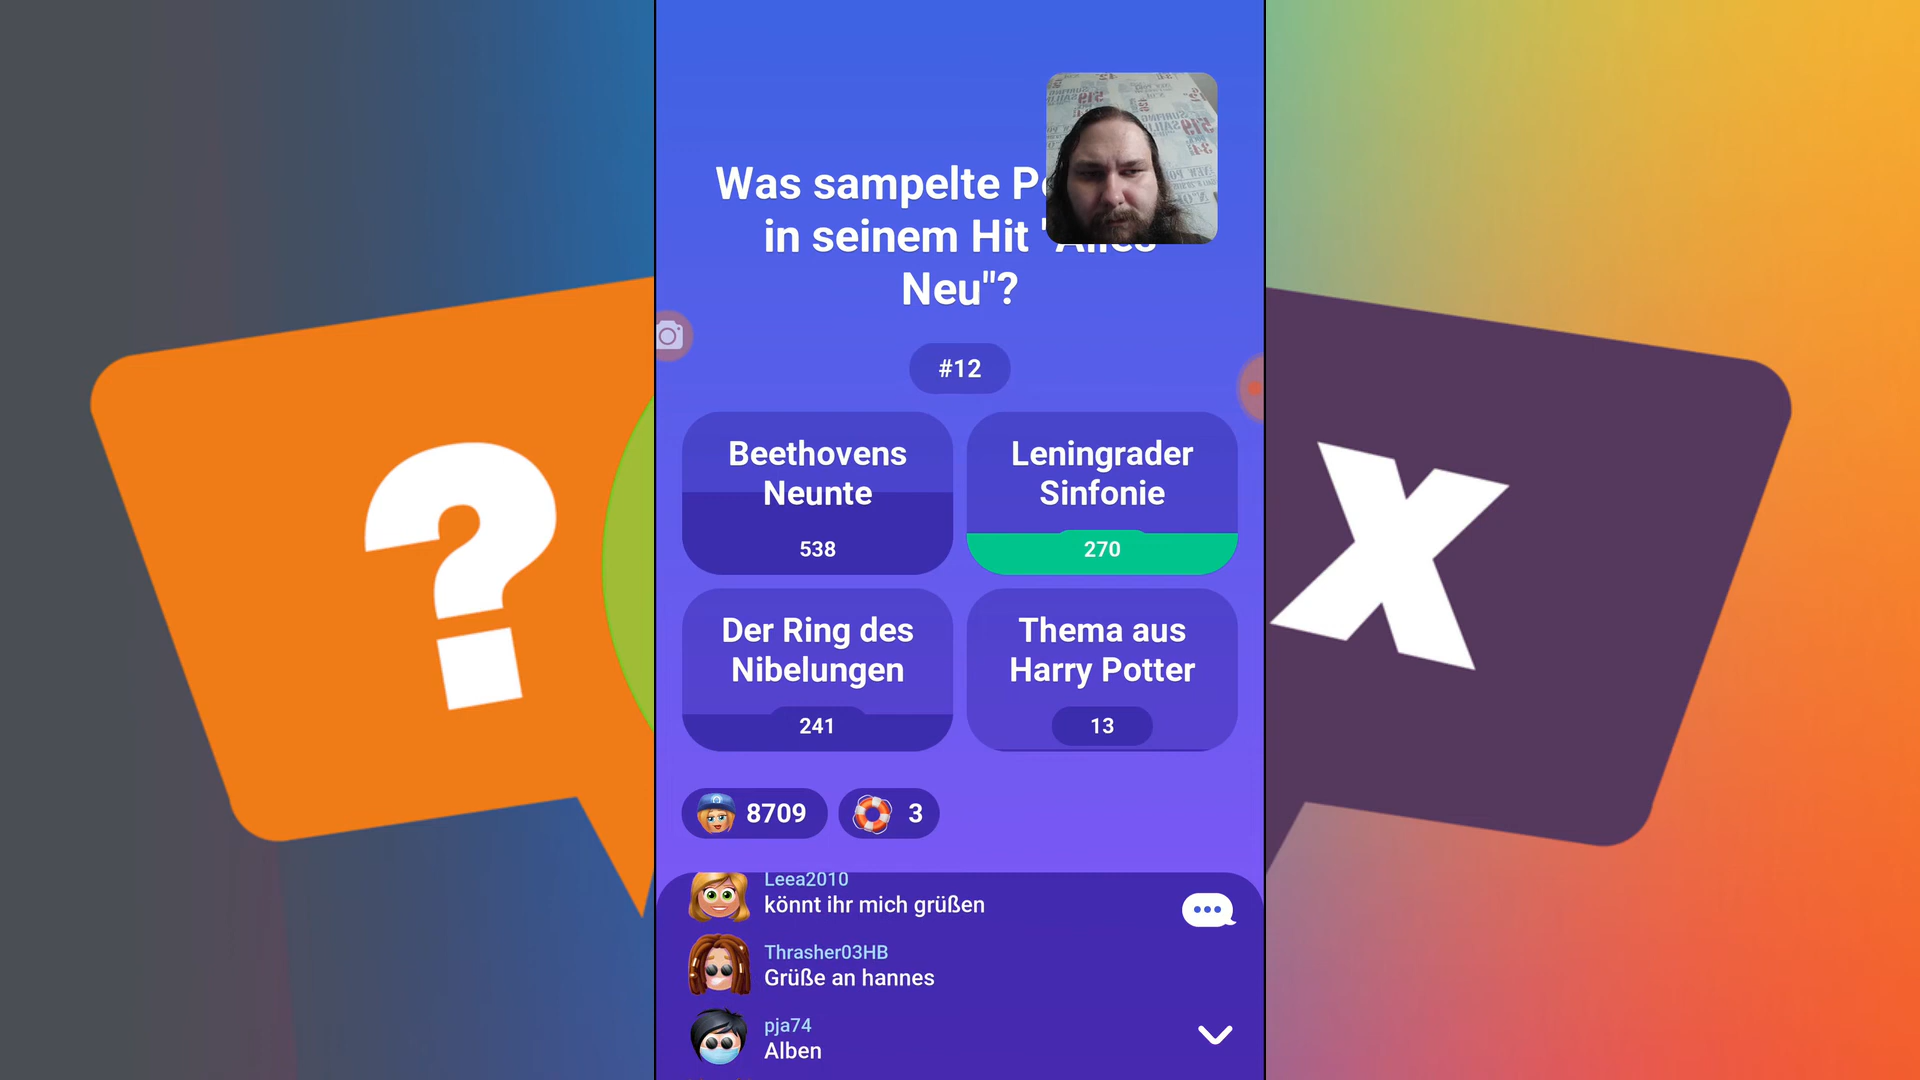 ?
X
Was sampelte
in seinem Hit "Alles
Neu"?
#12
Beethovens
Neunte
538
Leningrader
Sinfonie
270
Der Ring des
Nibelungen
241
Thema aus
Harry Potter
13
8709
3
Leea2010
könnt ihr mich grüßen
Thrasher03HB
Grüße an hannes
pja74
Alben